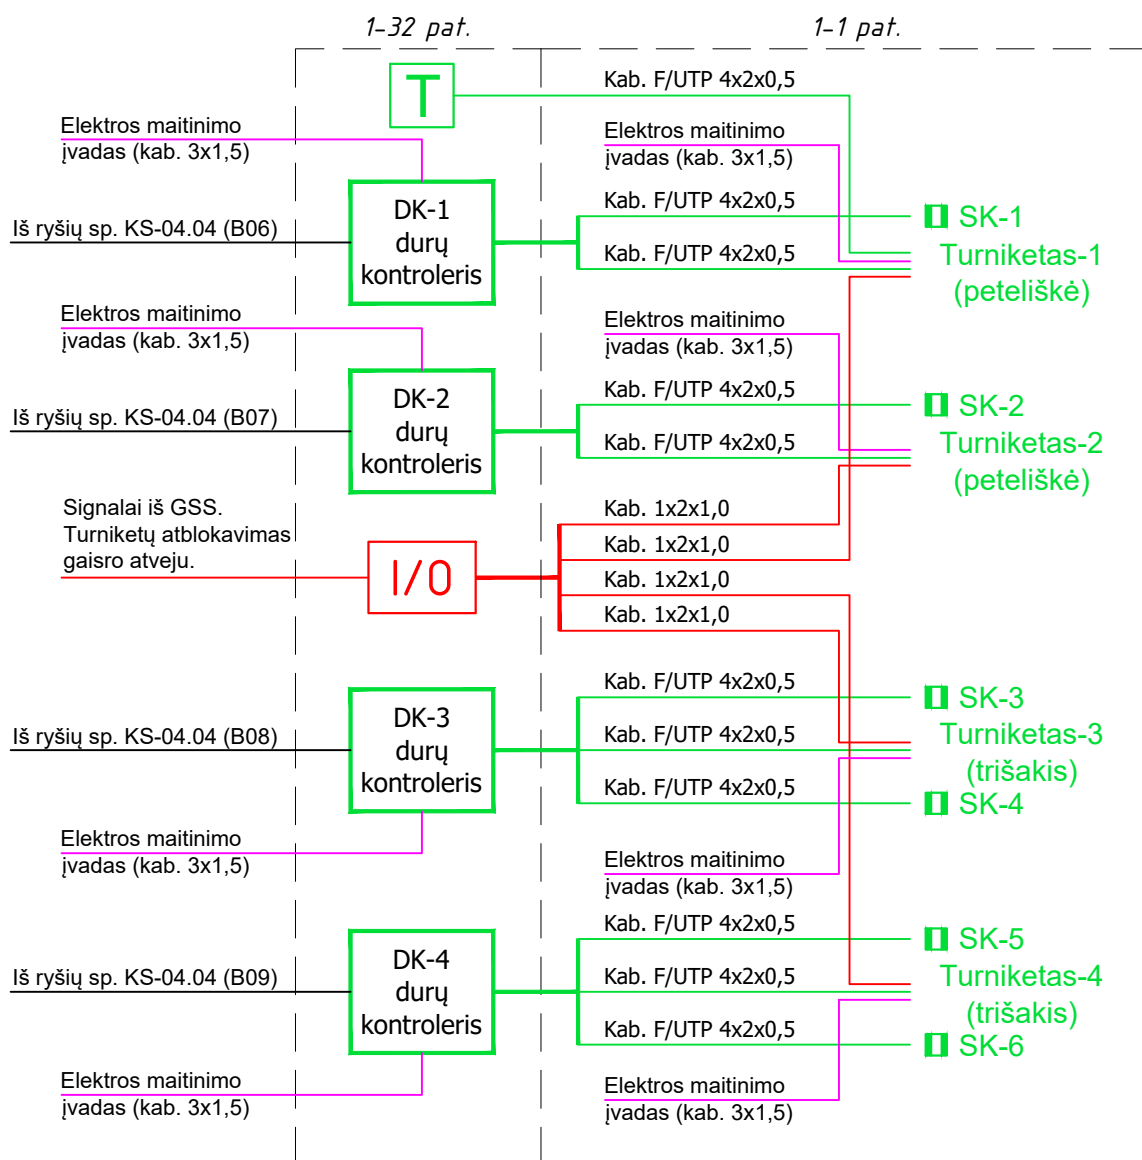 1-32 pat.
1-1 pat.
T
Kab. F/UTP 4x2x0,5
Elektros maitinimo
įvadas (kab. 3x1,5)
Elektros maitinimo
įvadas (kab. 3x1,5)
DK-1
durų
kontroleris
Iš ryšių sp. KS-04.04 (B06)
Kab. F/UTP 4x2x0,5
Kab. F/UTP 4x2x0,5
SK-1
Turniketas-1
(peteliškė)
Elektros maitinimo
įvadas (kab. 3x1,5)
Elektros maitinimo
įvadas (kab. 3x1,5)
DK-2
durų
kontroleris
Iš ryšių sp. KS-04.04 (B07)
Kab. F/UTP 4x2x0,5
Kab. F/UTP 4x2x0,5
SK-2
Turniketas-2
(peteliškė)
Signalai iš GSS.
Turniketų atblokavimas
gaisro atveju.
I/O
Kab. 1x2x1,0
Kab. 1x2x1,0
Kab. 1x2x1,0
Kab. 1x2x1,0
DK-3
durų
kontroleris
Iš ryšių sp. KS-04.04 (B08)
Kab. F/UTP 4x2x0,5
Kab. F/UTP 4x2x0,5
Kab. F/UTP 4x2x0,5
SK-3
Turniketas-3
(trišakis)
SK-4
Elektros maitinimo
įvadas (kab. 3x1,5)
Elektros maitinimo
įvadas (kab. 3x1,5)
DK-4
durų
kontroleris
Iš ryšių sp. KS-04.04 (B09)
Kab. F/UTP 4x2x0,5
Kab. F/UTP 4x2x0,5
Kab. F/UTP 4x2x0,5
SK-5
Turniketas-4
(trišakis)
SK-6
Elektros maitinimo
įvadas (kab. 3x1,5)
Elektros maitinimo
įvadas (kab. 3x1,5)